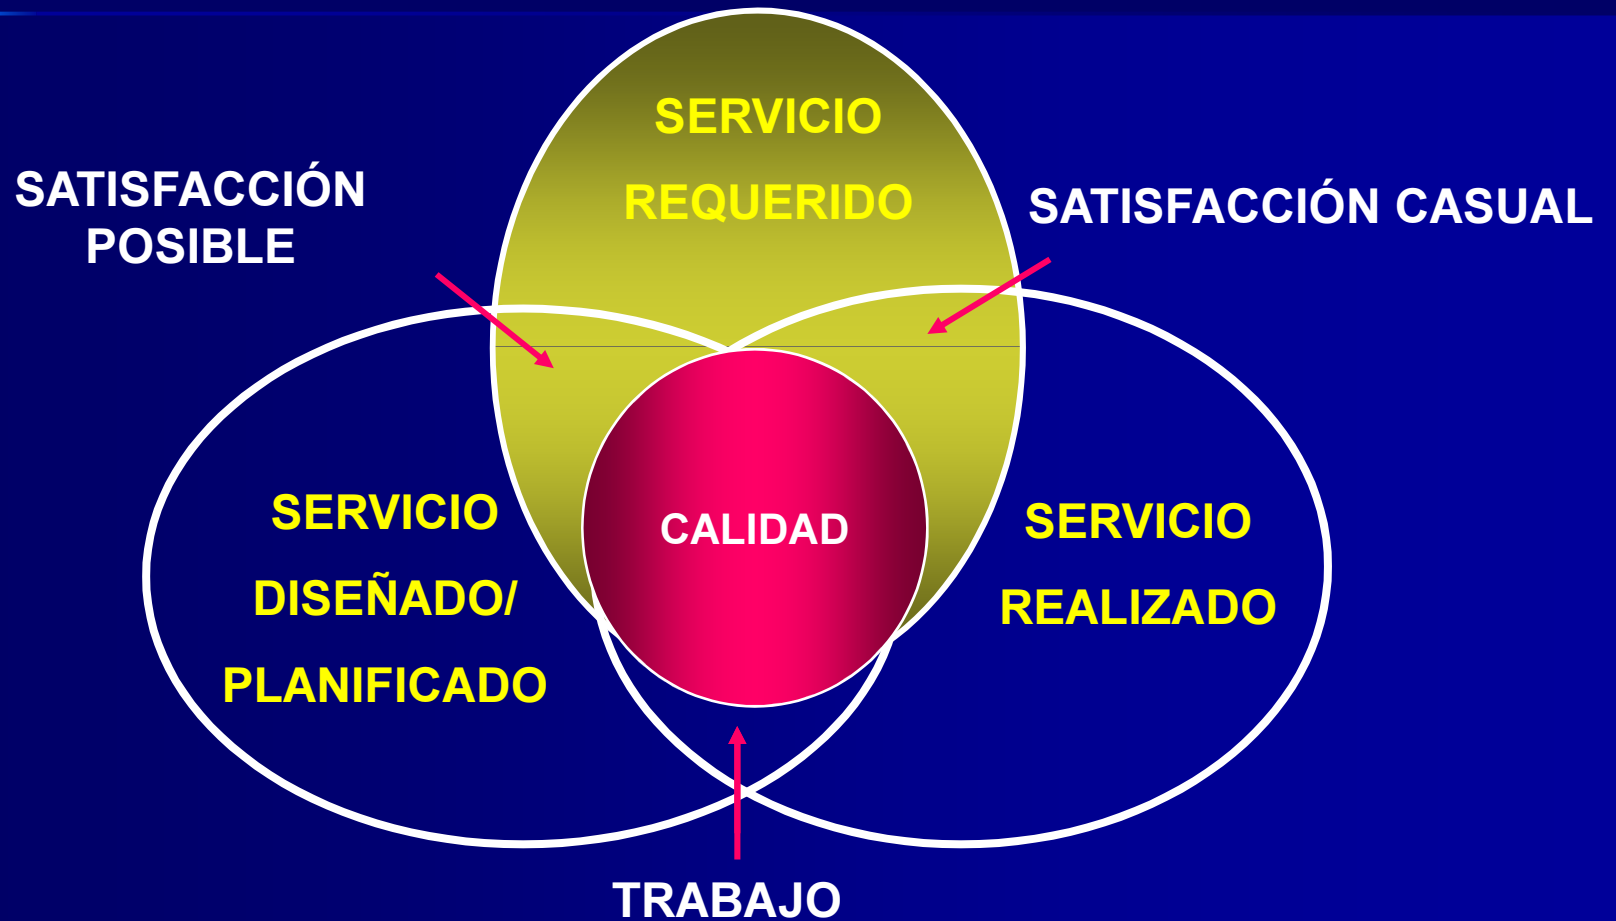 SERVICIO
REQUERIDO
SATISFACCIÓN
POSIBLE
SATISFACCIÓN CASUAL
SERVICIO
DISEÑADO/
PLANIFICADO
CALIDAD
SERVICIO
REALIZADO
TRABAJO